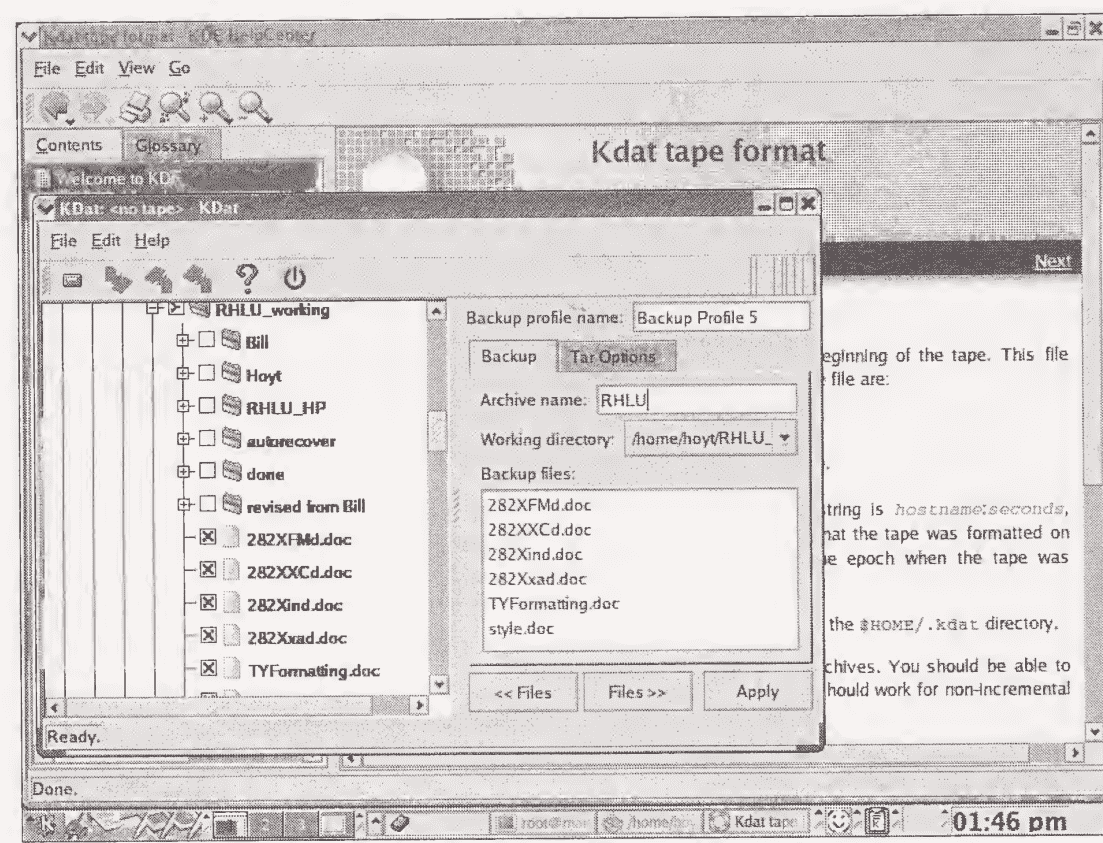 Kdat tape format - KDE HelpCenter
File Edit View Go
Contents Glossary
Welcome to KDE
Kdat tape format
Next
KDat: <no tape> - KDat
File Edit Help
RHLU_working
Bill
Hoyt
RHLU_HP
autorecover
done
revised from Bill
282XFMd.doc
282XXCd.doc
282Xind.doc
282Xxad.doc
TYFormatting.doc
Backup profile name: Backup Profile 5
Backup Tar Options
Archive name: RHLU
Working directory: /home/hoyt/RHLU_
Backup files:
282XFMd.doc
282XXCd.doc
282Xind.doc
282Xxad.doc
TYFormatting.doc
style.doc
<< Files Files >> Apply
Ready.
eginning of the tape. This file
file are:
tring is hostname:seconds,
hat the tape was formatted on
epoch when the tape was
the $HOME/.kdat directory.
chives. You should be able to
hould work for non-incremental
Done.
root@ma /home/ho Kdat tape
01:46 pm